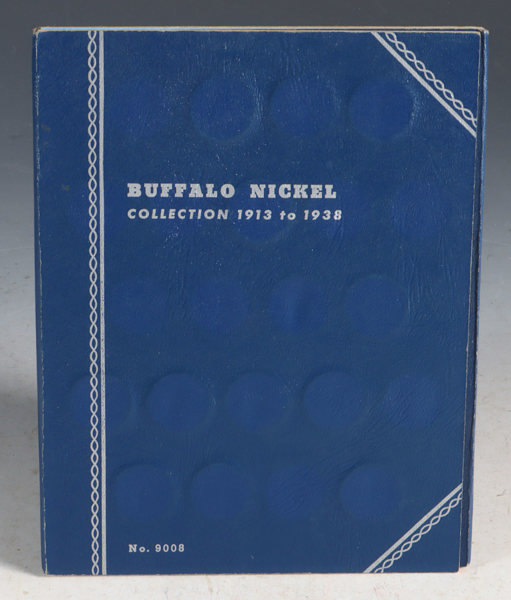 BUFFALO NICKEL
COLLECTION 1913 to 1938
No. 9008